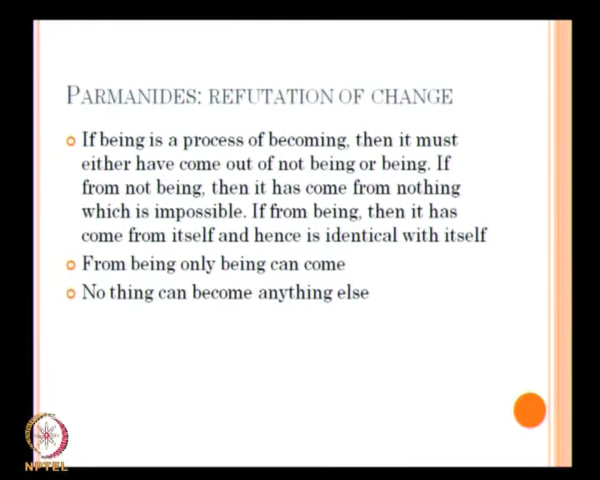 PARMANIDES: REFUTATION OF CHANGE
If being is a process of becoming, then it must
either have come out of not being or being. If
from not being, then it has come from nothing
which is impossible. If from being, then it has
come from itself and hence is identical with itself
From being only being can come
No thing can become anything else
NPTEL